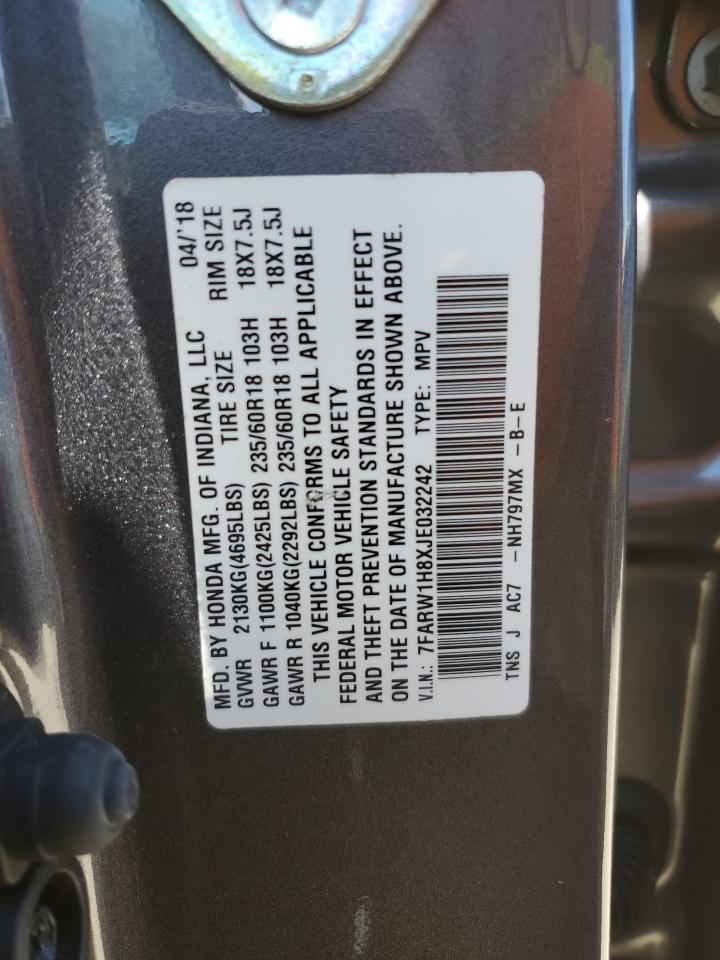 MFD. BY HONDA MFG. OF INDIANA, LLC 04/'18
TIRE SIZE RIM SIZE
GVWR 2130KG(4695LBS)
GAWR F 1100KG(2425LBS) 235/60R18 103H 18X7.5J
GAWR R 1040KG(2292LBS) 235/60R18 103H 18X7.5J
THIS VEHICLE CONFORMS TO ALL APPLICABLE
FEDERAL MOTOR VEHICLE SAFETY
AND THEFT PREVENTION STANDARDS IN EFFECT
ON THE DATE OF MANUFACTURE SHOWN ABOVE.
V.I.N.: 7FARW1H8XJE032242 TYPE: MPV
TNS J AC7 -NH797MX -B-E